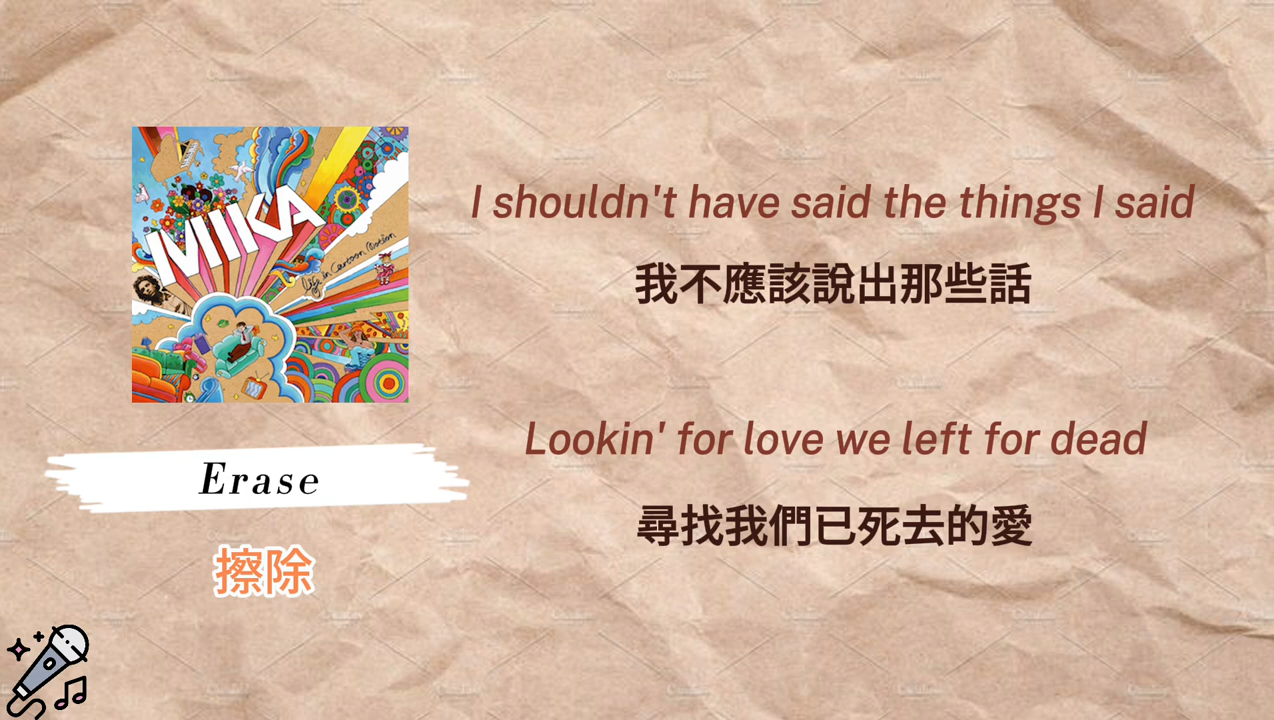 MIKA
Life in Cartoon Motion
Erase
擦除
I shouldn't have said the things I said
我不應該說出那些話
Lookin' for love we left for dead
尋找我們已死去的愛